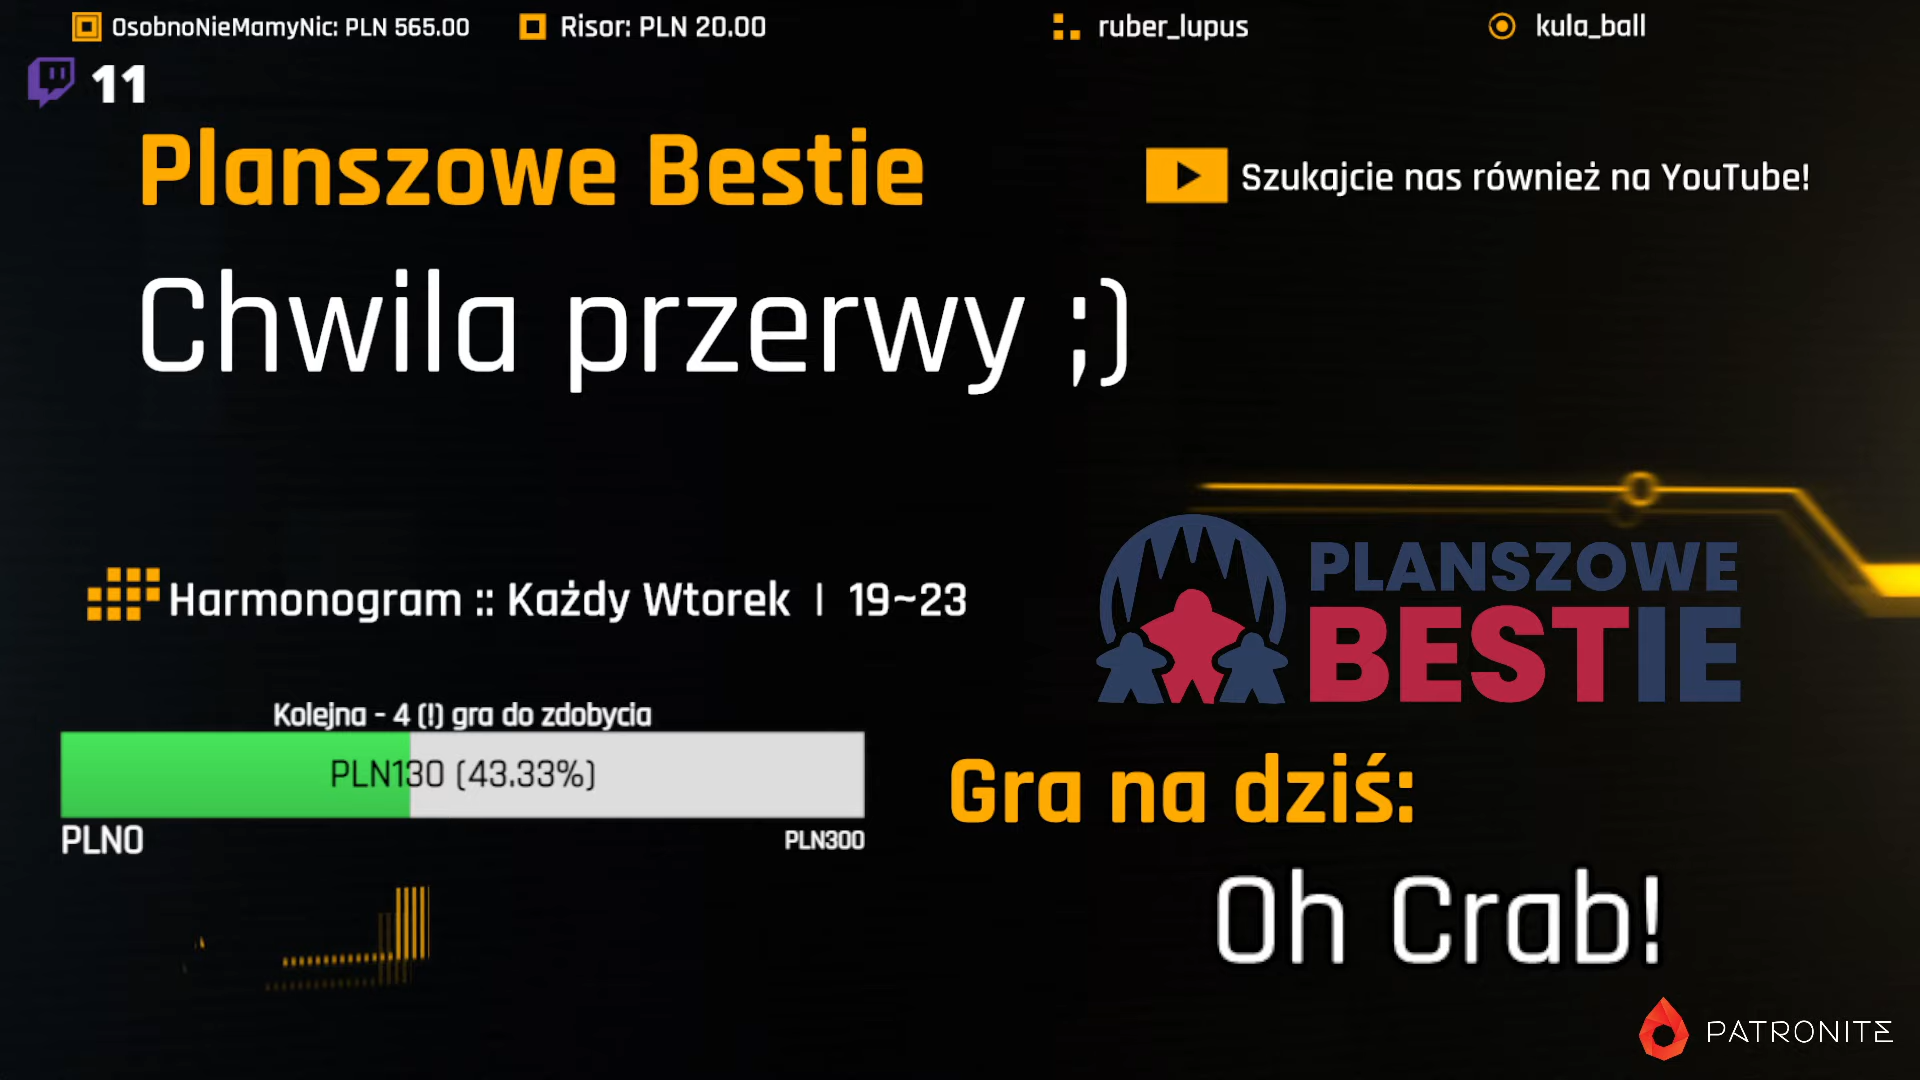 OsobnoNieMamyNic: PLN 565.00
Risor: PLN 20.00
ruber_lupus
kula_ball
11
Planszowe Bestie
Szukajcie nas również na YouTube!
Chwila przerwy ;)
Harmonogram :: Każdy Wtorek | 19~23
PLANSZOWE
BESTIE
Kolejna - 4 (!) gra do zdobycia
PLN130 (43.33%)
PLN0
PLN300
Gra na dziś:
Oh Crab!
PATRONITE